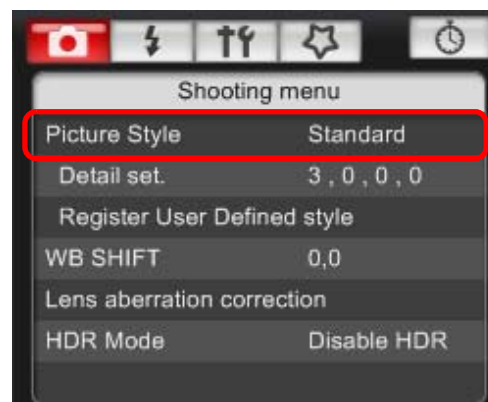 Shooting menu
Picture Style Standard
Detail set. 3 , 0 , 0 , 0
Register User Defined style
WB SHIFT 0,0
Lens aberration correction
HDR Mode Disable HDR